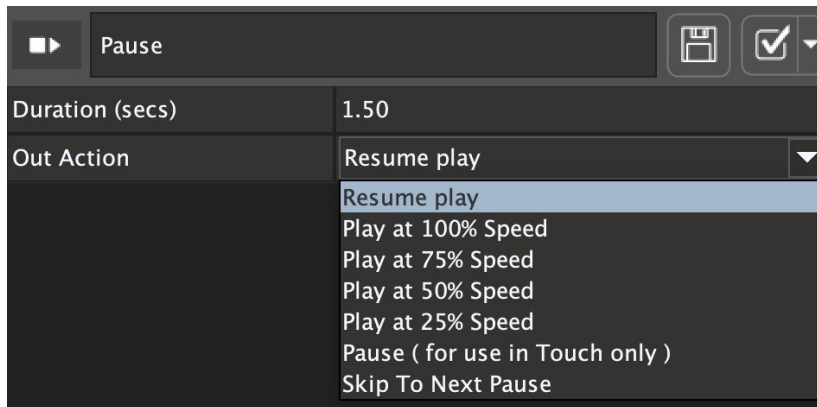 Pause
Duration (secs) 1.50
Out Action Resume play
Resume play
Play at 100% Speed
Play at 75% Speed
Play at 50% Speed
Play at 25% Speed
Pause ( for use in Touch only )
Skip To Next Pause